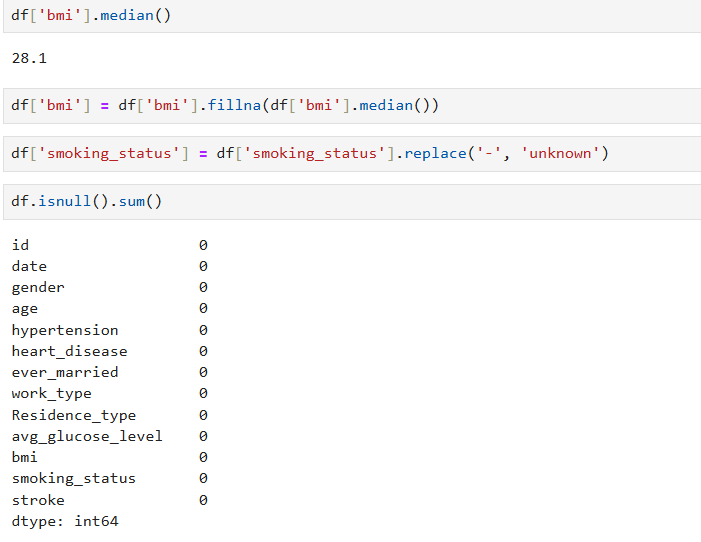 df['bmi'].median()
28.1
df['bmi'] = df['bmi'].fillna(df['bmi'].median())
df['smoking_status'] = df['smoking_status'].replace('-', 'unknown')
df.isnull().sum()
id 0
date 0
gender 0
age 0
hypertension 0
heart_disease 0
ever_married 0
work_type 0
Residence_type 0
avg_glucose_level 0
bmi 0
smoking_status 0
stroke 0
dtype: int64